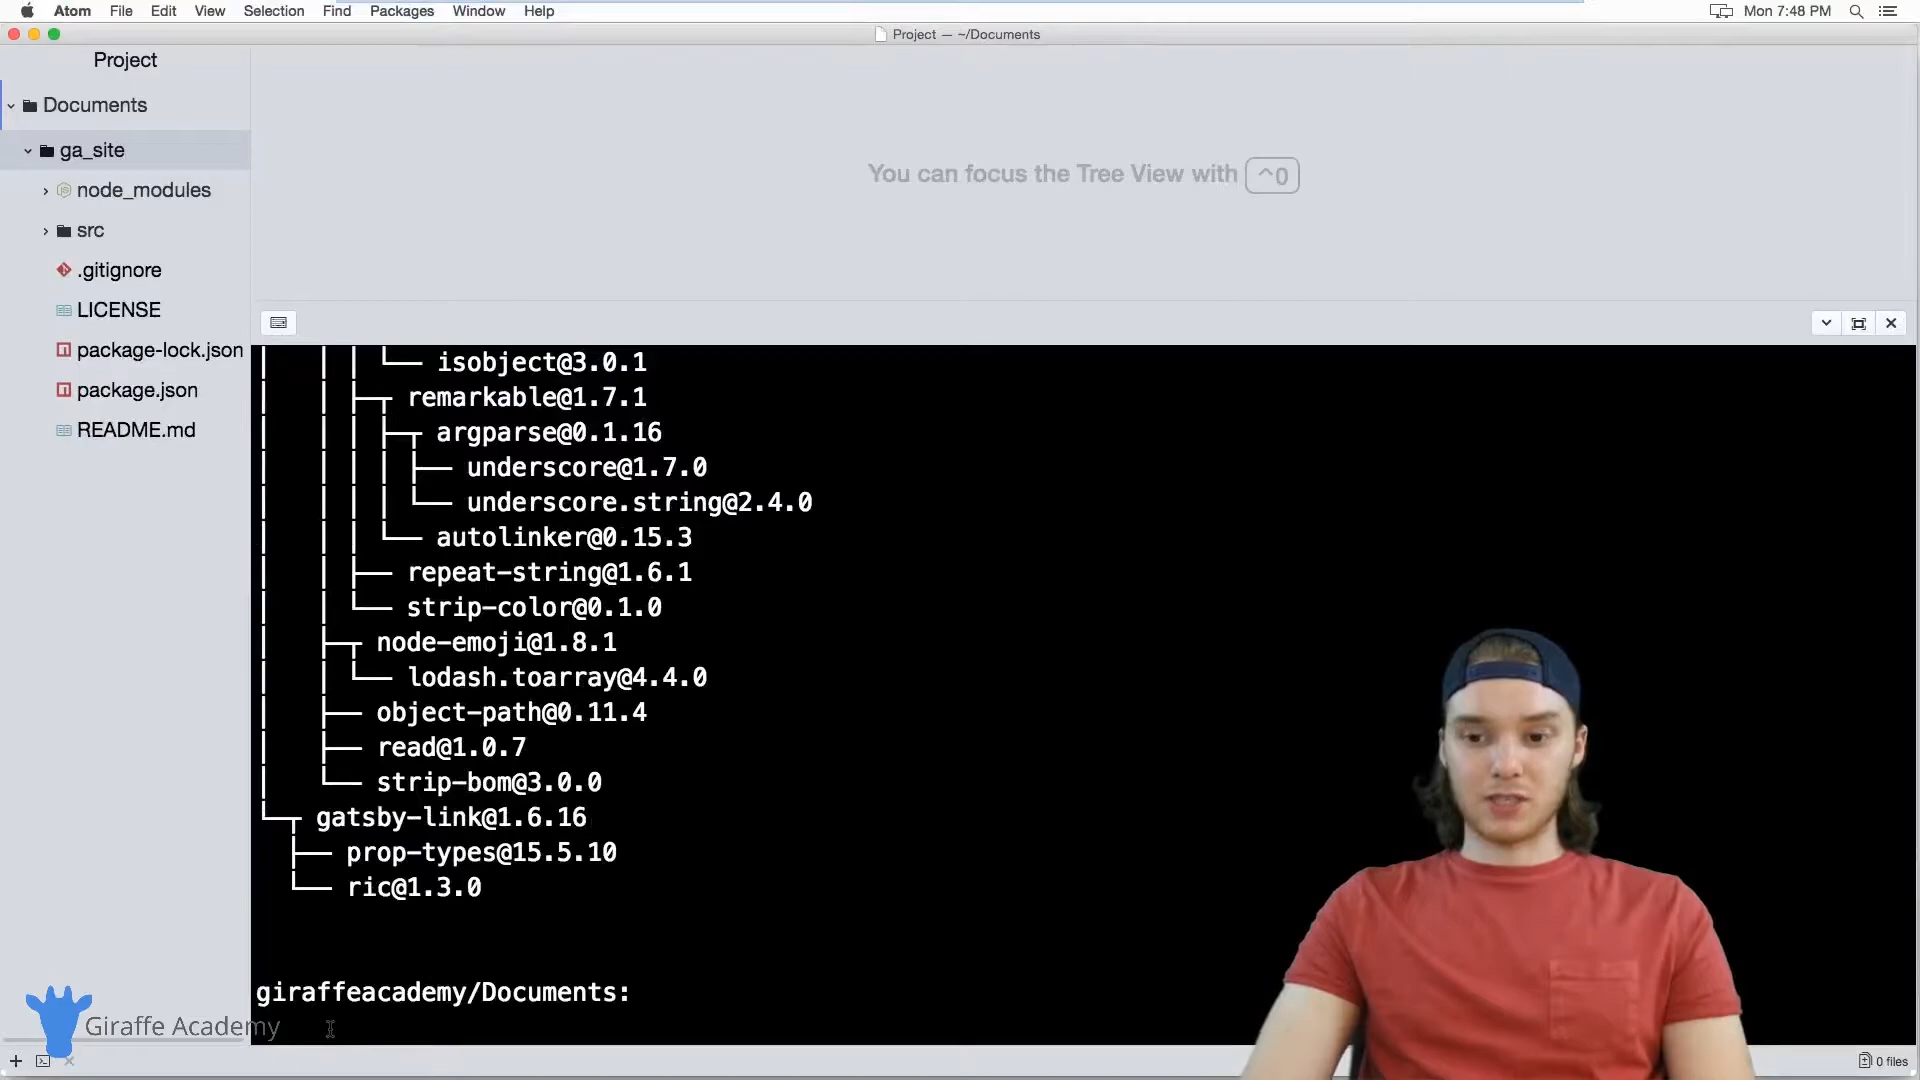 Atom File Edit View Selection Find Packages Window Help
Mon 7:48 PM
Project — ~/Documents
Project
Documents
ga_site
node_modules
src
.gitignore
LICENSE
package-lock.json
package.json
README.md
You can focus the Tree View with ^0
isobject@3.0.1
remarkable@1.7.1
argparse@0.1.16
underscore@1.7.0
underscore.string@2.4.0
autolinker@0.15.3
repeat-string@1.6.1
strip-color@0.1.0
node-emoji@1.8.1
lodash.toarray@4.4.0
object-path@0.11.4
read@1.0.7
strip-bom@3.0.0
gatsby-link@1.6.16
prop-types@15.5.10
ric@1.3.0
giraffeacademy/Documents:
Giraffe Academy
0 files